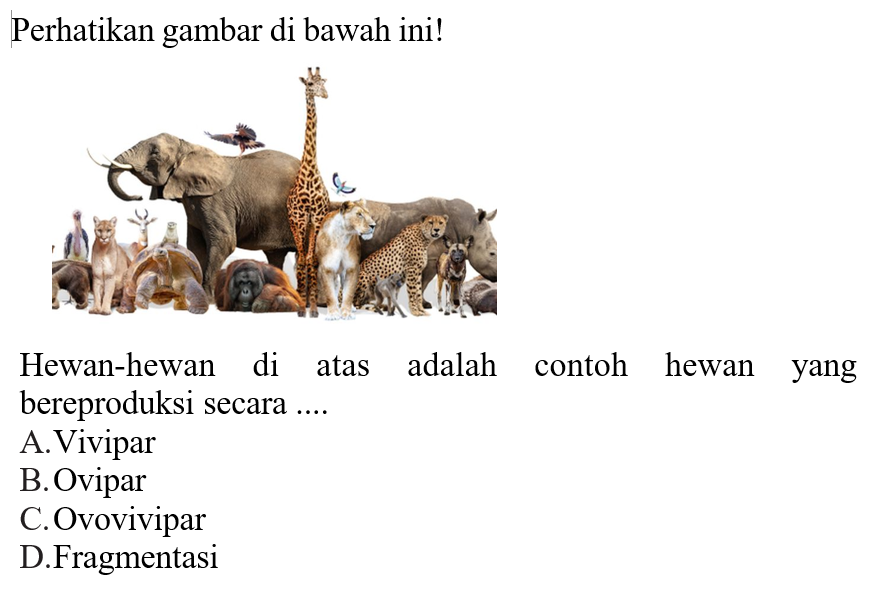 Perhatikan gambar di bawah ini!
Hewan-hewan di atas adalah contoh hewan yang
bereproduksi secara ....
A.Vivipar
B.Ovipar
C.Ovovivipar
D.Fragmentasi